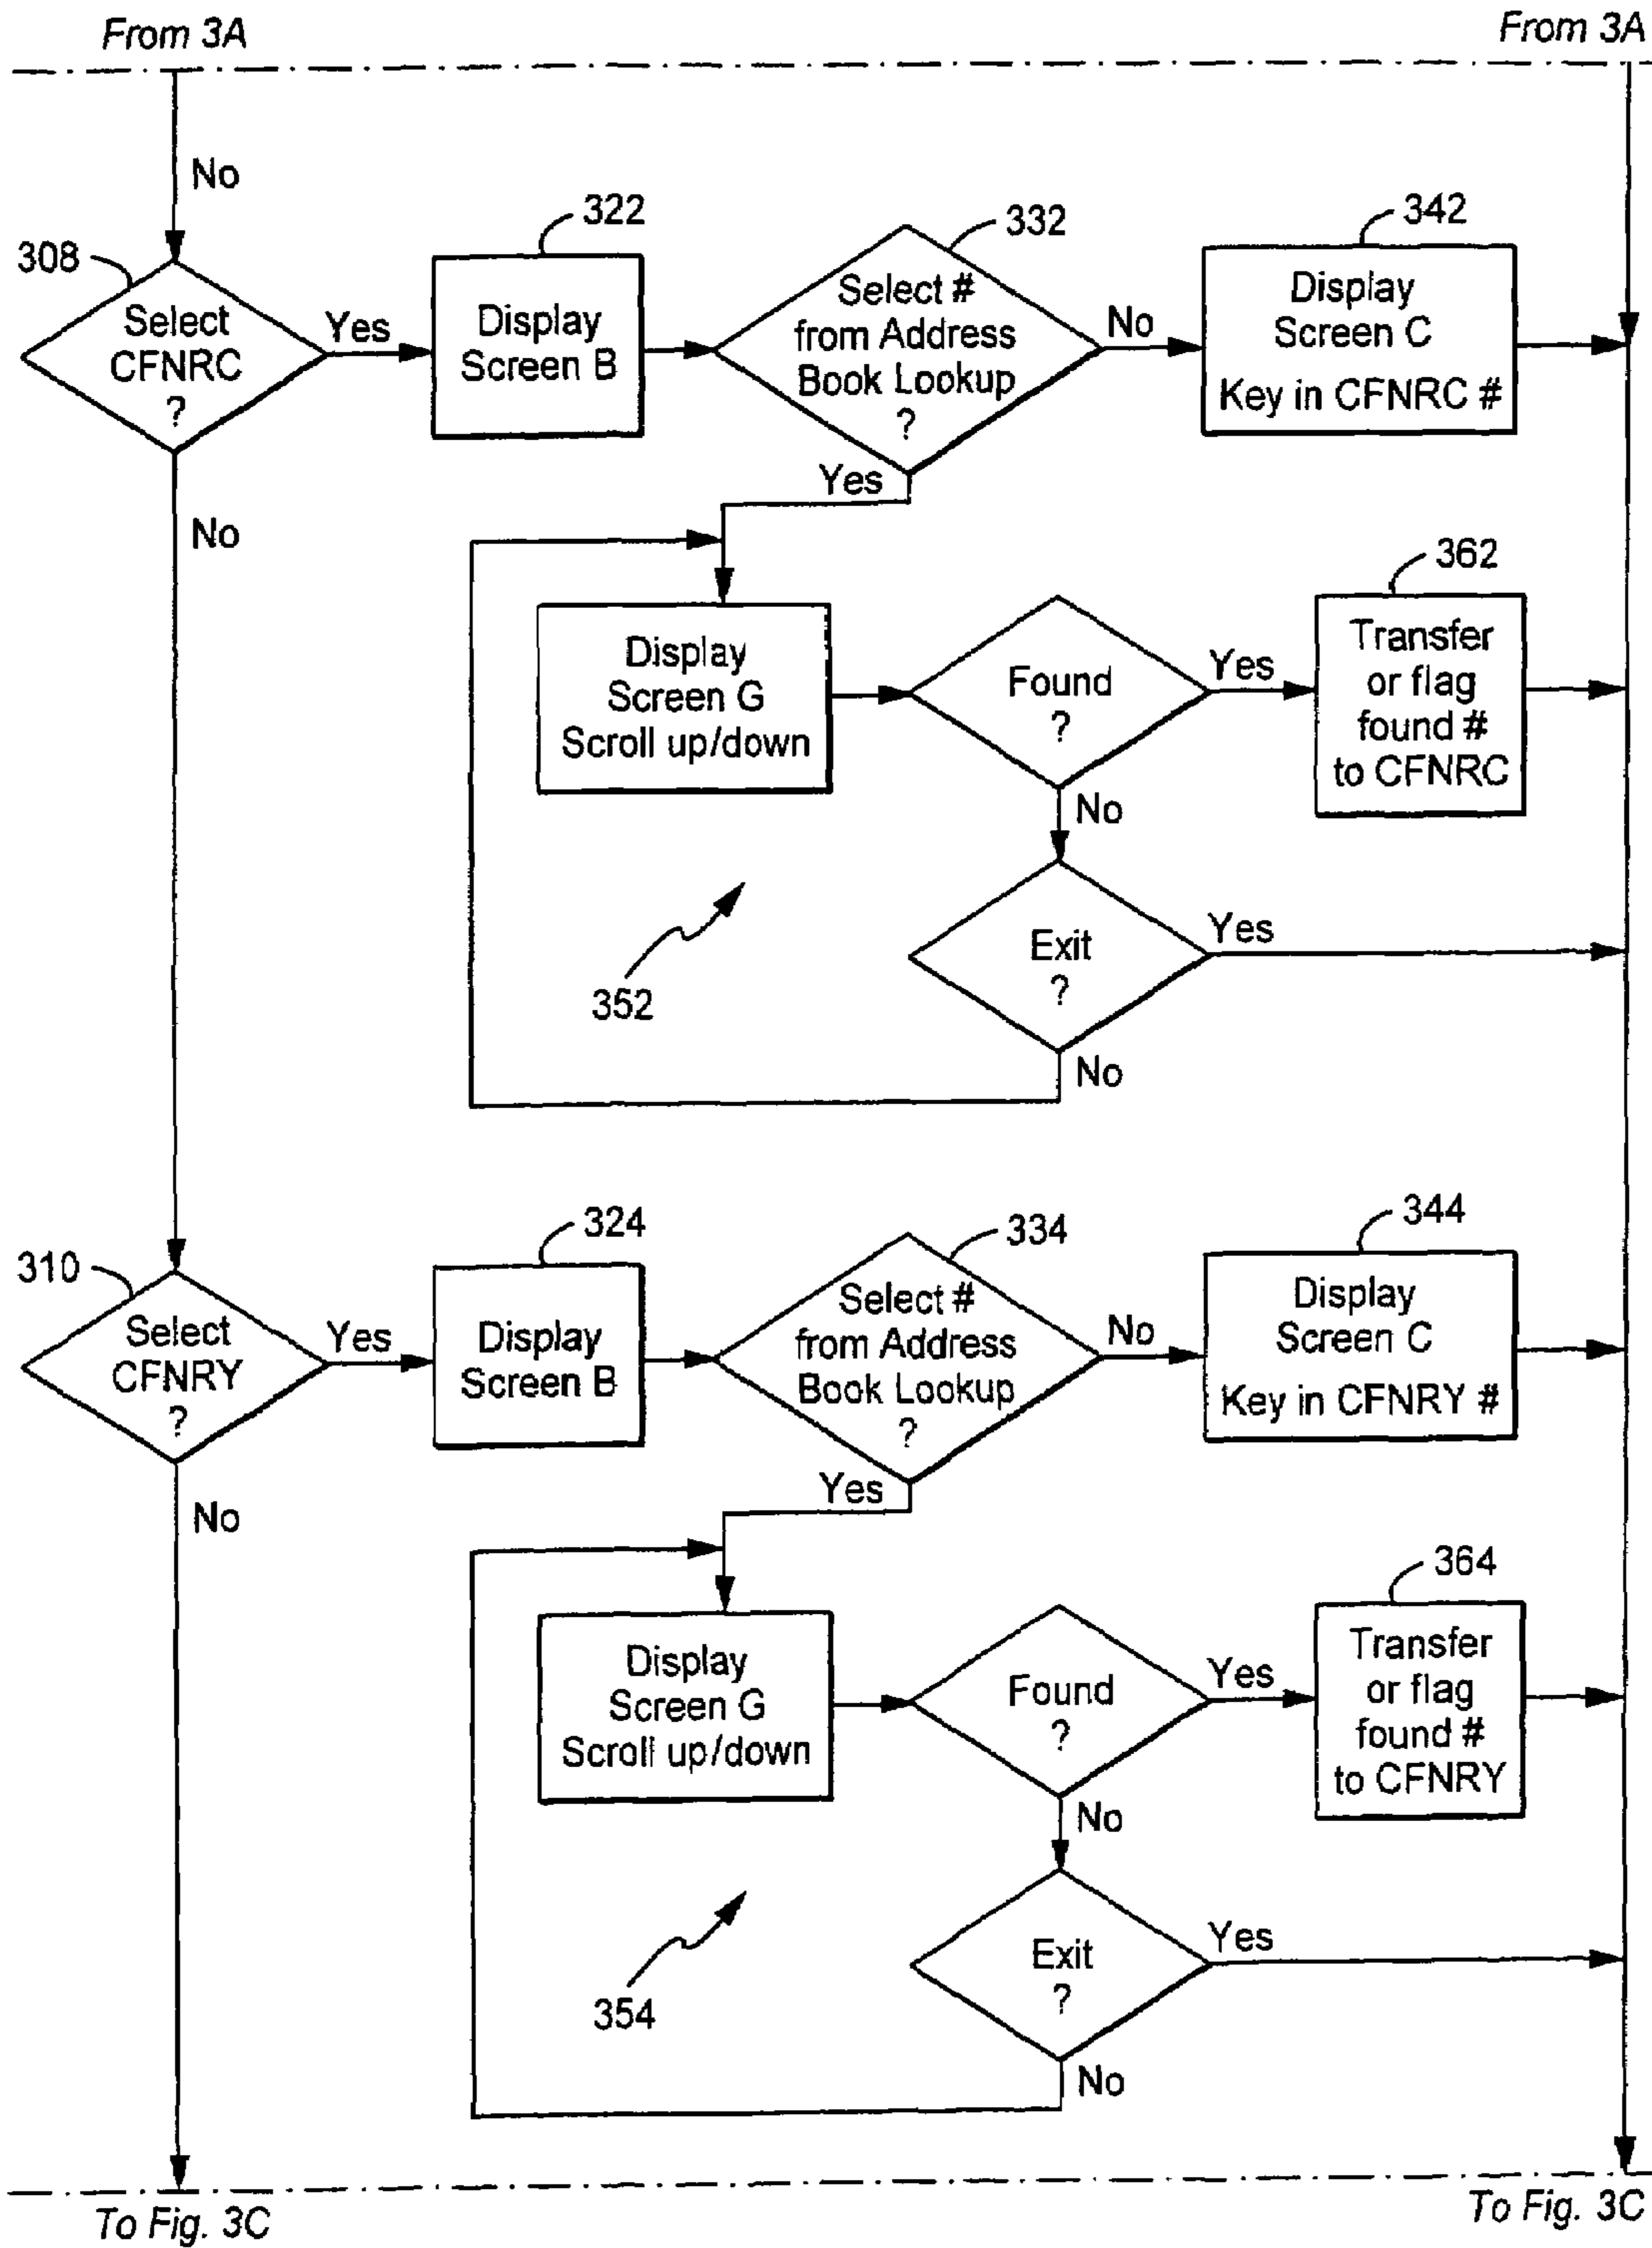 From 3A
From 3A
No
308
Select
CFNRC
?
Yes
322
Display
Screen B
332
Select #
from Address
Book Lookup
?
No
342
Display
Screen C
Key in CFNRC #
Yes
No
Display
Screen G
Scroll up/down
Found
?
Yes
362
Transfer
or flag
found #
to CFNRC
No
352
Exit
?
Yes
No
310
Select
CFNRY
?
Yes
324
Display
Screen B
334
Select #
from Address
Book Lookup
?
No
344
Display
Screen C
Key in CFNRY #
Yes
No
Display
Screen G
Scroll up/down
Found
?
Yes
364
Transfer
or flag
found #
to CFNRY
No
354
Exit
?
Yes
No
To Fig. 3C
To Fig. 3C